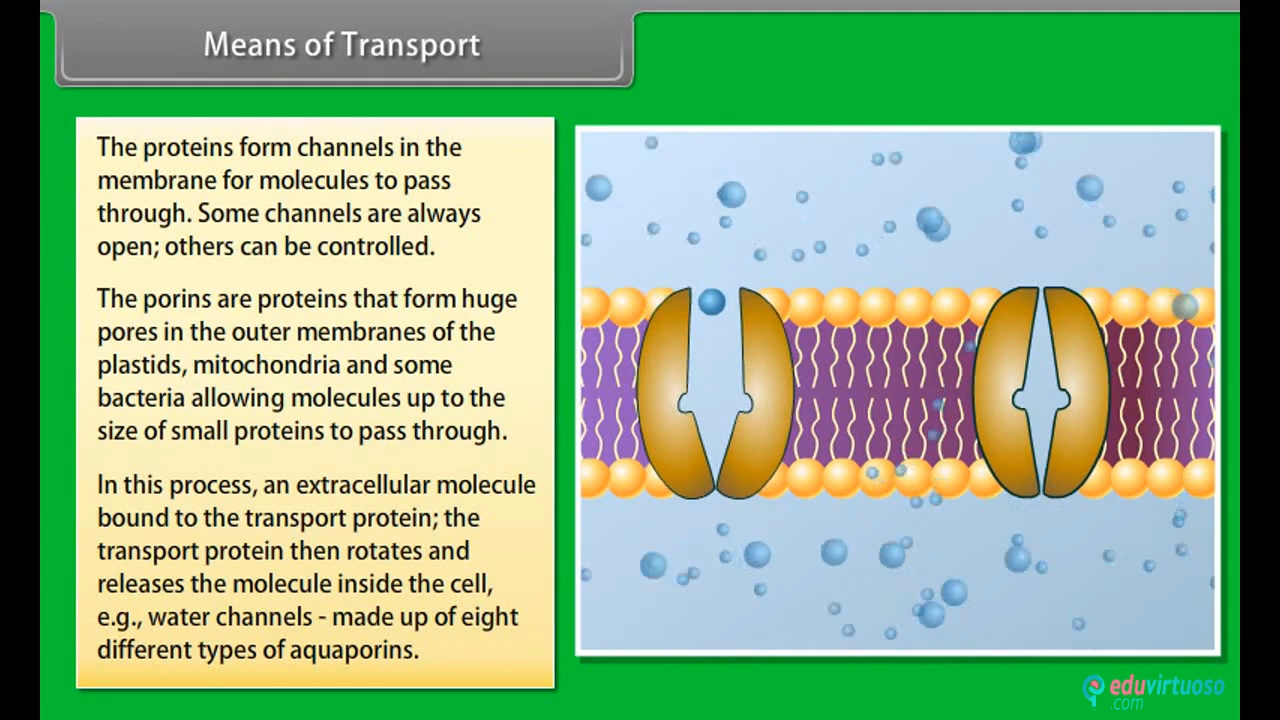 Means of Transport
The proteins form channels in the
membrane for molecules to pass
through. Some channels are always
open; others can be controlled.
The porins are proteins that form huge
pores in the outer membranes of the
plastids, mitochondria and some
bacteria allowing molecules up to the
size of small proteins to pass through.
In this process, an extracellular molecule
bound to the transport protein; the
transport protein then rotates and
releases the molecule inside the cell,
e.g., water channels - made up of eight
different types of aquaporins.
eduvirtuoso
.com